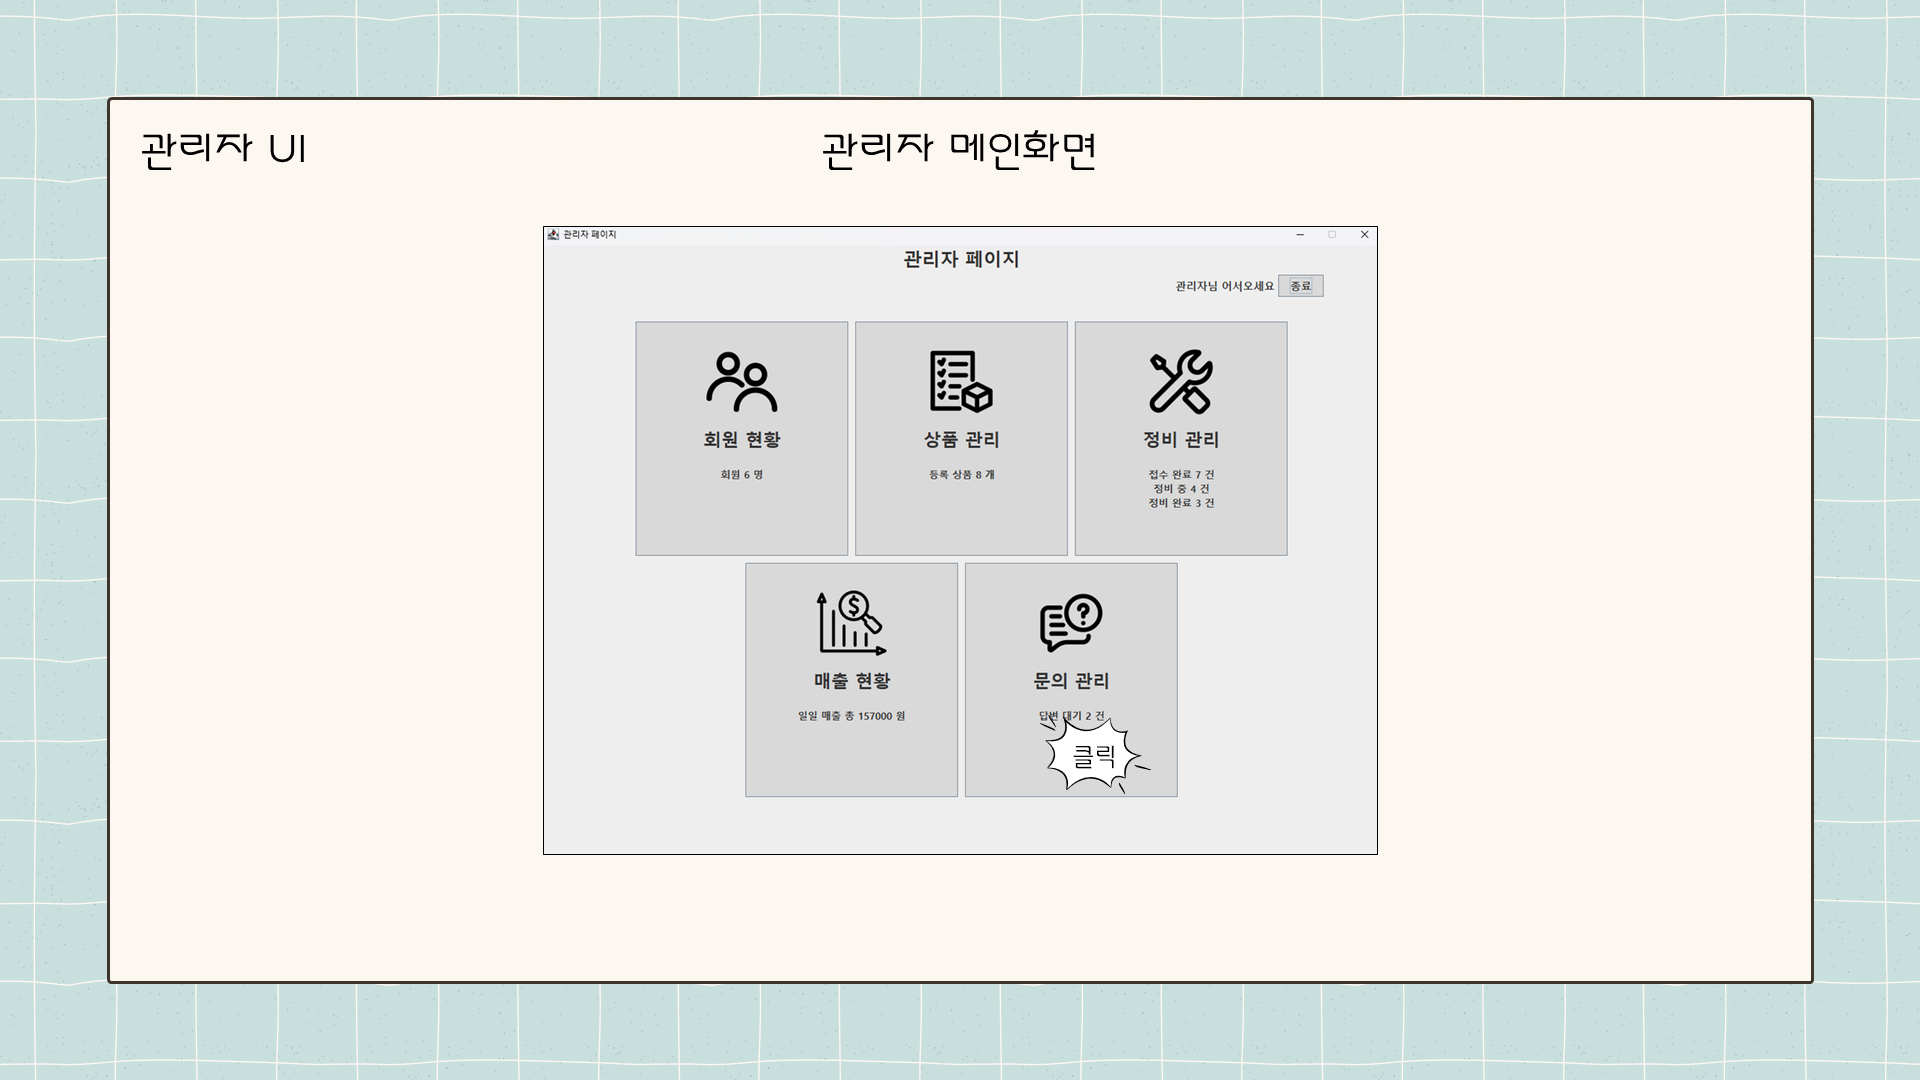 관리자 UI
관리자 메인화면
관리자 페이지
관리자 페이지
관리자님 어서오세요
종료
회원 현황
회원 6 명
상품 관리
등록 상품 8 개
정비 관리
접수 완료 7 건
정비 중 4 건
정비 완료 3 건
매출 현황
일일 매출 총 157000 원
문의 관리
답변 대기 2 건
클릭